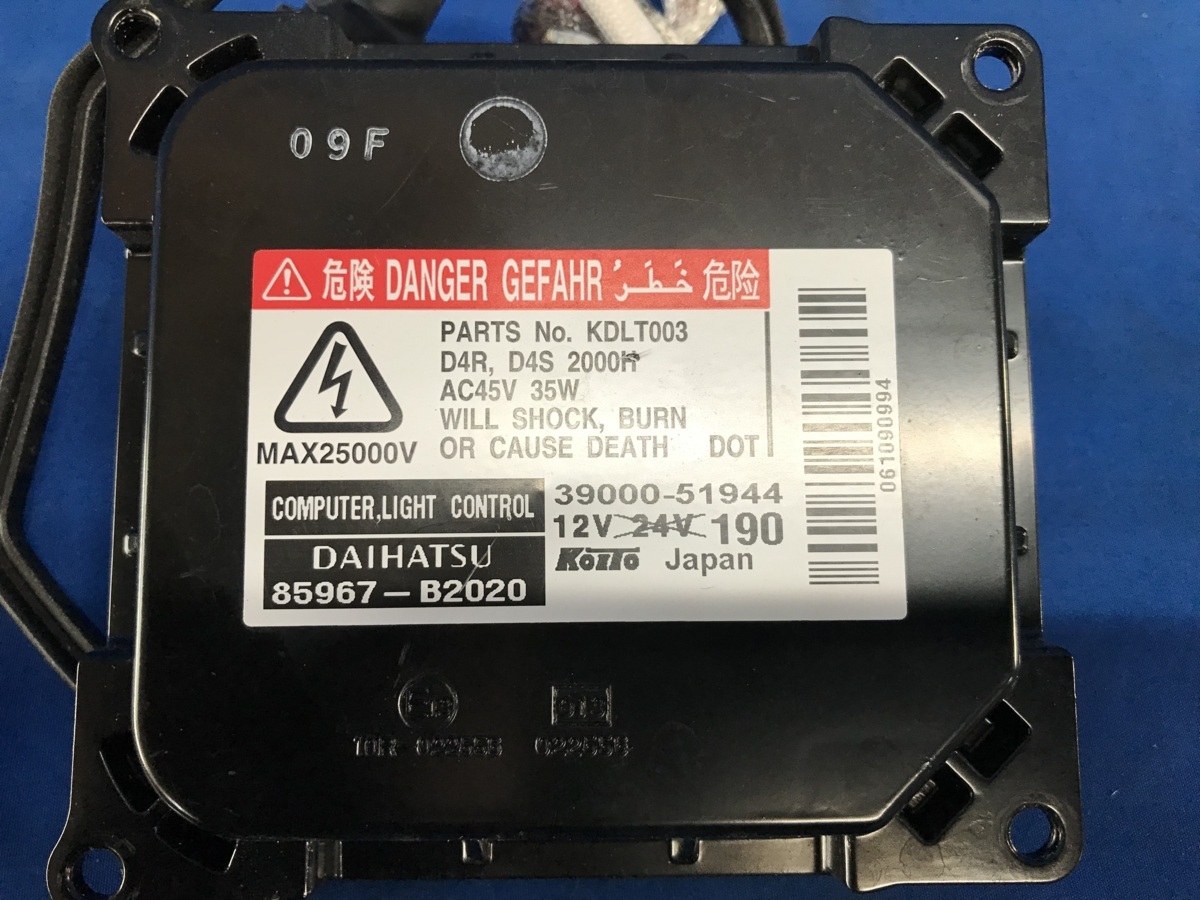 09F
危険 DANGER GEFAHR خَطَرُ 危险
PARTS No. KDLT003
D4R, D4S 2000H
AC45V 35W
WILL SHOCK, BURN
OR CAUSE DEATH DOT
MAX25000V
COMPUTER,LIGHT CONTROL
DAIHATSU
85967-B2020
39000-51944
12V 24V 190
KOITO Japan
061090994